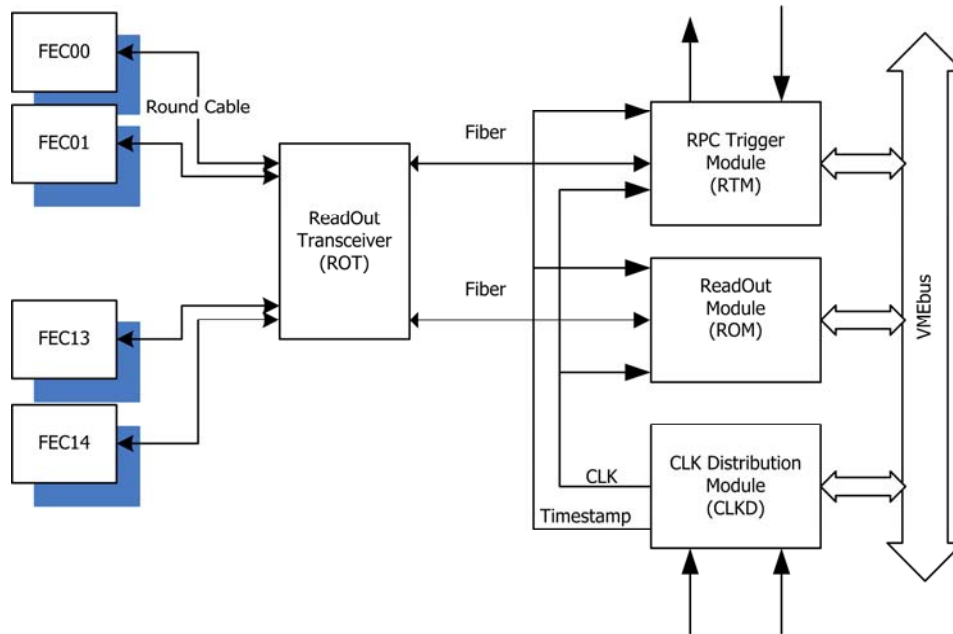 FEC00
Round Cable
FEC01
FEC13
FEC14
ReadOut
Transceiver
(ROT)
Fiber
Fiber
RPC Trigger
Module
(RTM)
ReadOut
Module
(ROM)
CLK Distribution
Module
(CLKD)
CLK
Timestamp
VMEbus